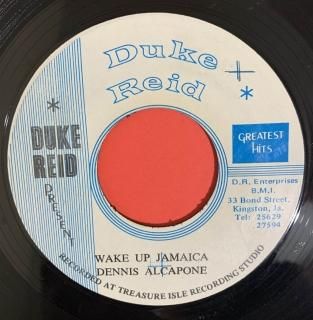 Duke
Reid
DUKE
REID
PRESENT
GREATEST
HITS
D.R. Enterprises
B.M.I.
33 Bond Street.
Kingston, Ja.
Tel: 25629
27594
WAKE UP JAMAICA
DENNIS ALCAPONE
RECORDED AT TREASURE ISLE RECORDING STUDIO